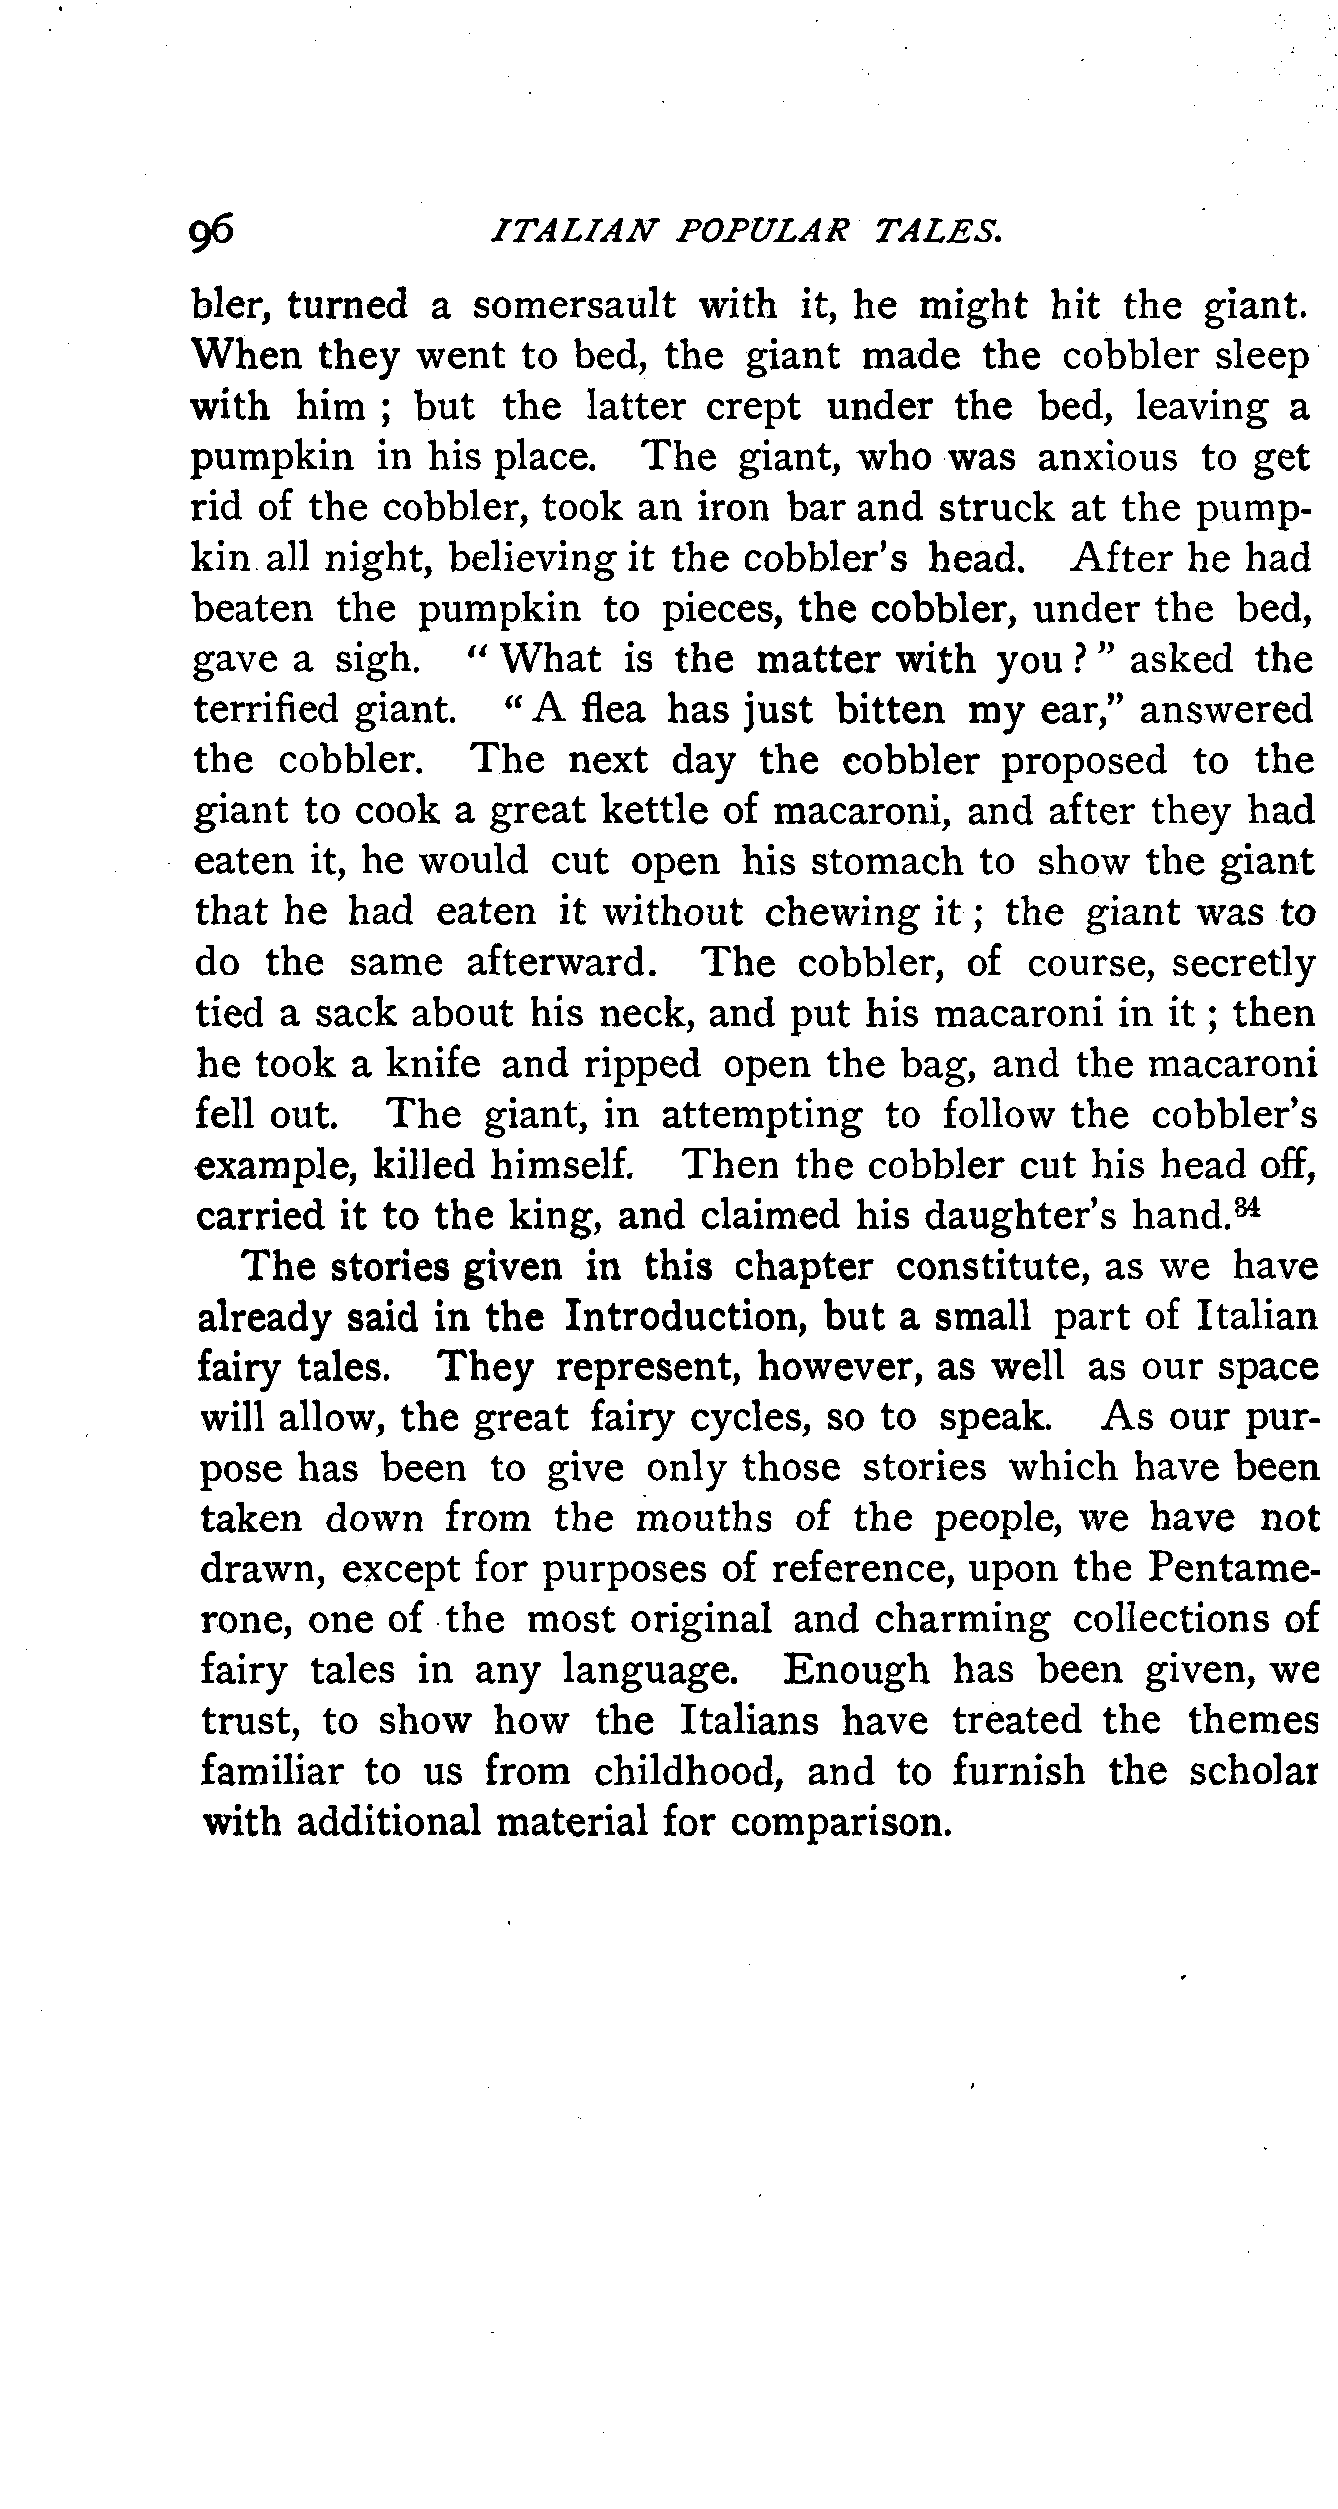 96 ITALIAN POPULAR TALES.
bler, turned a somersault with it, he might hit the giant.
When they went to bed, the giant made the cobbler sleep
with him ; but the latter crept under the bed, leaving a
pumpkin in his place. The giant, who was anxious to get
rid of the cobbler, took an iron bar and struck at the pump-
kin all night, believing it the cobbler's head. After he had
beaten the pumpkin to pieces, the cobbler, under the bed,
gave a sigh. “ What is the matter with you ? ” asked the
terrified giant. “ A flea has just bitten my ear,” answered
the cobbler. The next day the cobbler proposed to the
giant to cook a great kettle of macaroni, and after they had
eaten it, he would cut open his stomach to show the giant
that he had eaten it without chewing it ; the giant was to
do the same afterward. The cobbler, of course, secretly
tied a sack about his neck, and put his macaroni in it ; then
he took a knife and ripped open the bag, and the macaroni
fell out. The giant, in attempting to follow the cobbler's
example, killed himself. Then the cobbler cut his head off,
carried it to the king, and claimed his daughter's hand.⁸⁴
The stories given in this chapter constitute, as we have
already said in the Introduction, but a small part of Italian
fairy tales. They represent, however, as well as our space
will allow, the great fairy cycles, so to speak. As our pur-
pose has been to give only those stories which have been
taken down from the mouths of the people, we have not
drawn, except for purposes of reference, upon the Pentame-
rone, one of the most original and charming collections of
fairy tales in any language. Enough has been given, we
trust, to show how the Italians have treated the themes
familiar to us from childhood, and to furnish the scholar
with additional material for comparison.